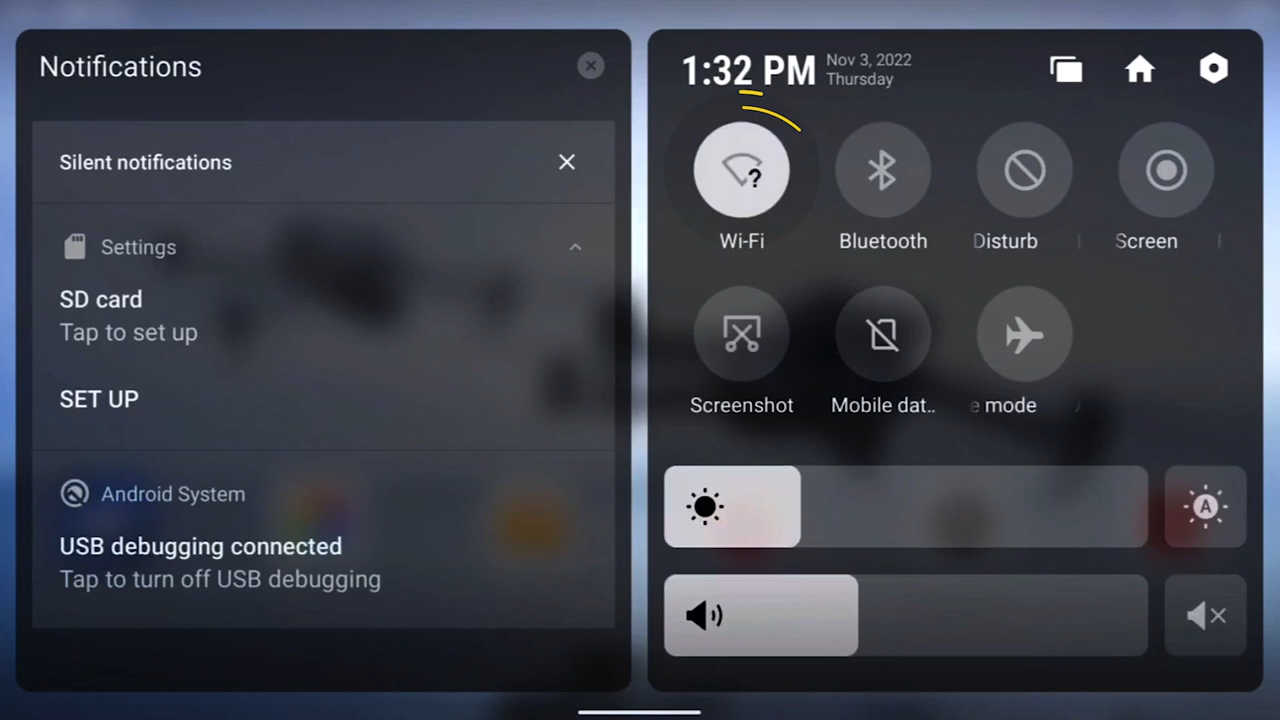 Notifications
Silent notifications
Settings
SD card
Tap to set up
SET UP
Android System
USB debugging connected
Tap to turn off USB debugging
1:32 PM
Nov 3, 2022
Thursday
?
Wi-Fi
Bluetooth
Disturb
Screen
Screenshot
Mobile dat..
e mode
A